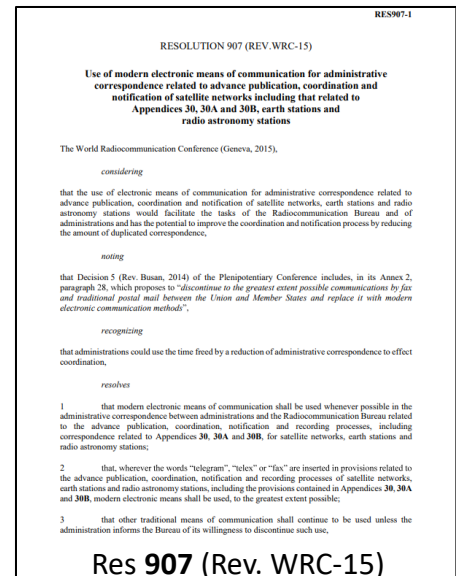 RES907-1
RESOLUTION 907 (REV.WRC-15)
Use of modern electronic means of communication for administrative
correspondence related to advance publication, coordination and
notification of satellite networks including that related to
Appendices 30, 30A and 30B, earth stations and
radio astronomy stations
The World Radiocommunication Conference (Geneva, 2015),
considering
that the use of electronic means of communication for administrative correspondence related to
advance publication, coordination and notification of satellite networks, earth stations and radio
astronomy stations would facilitate the tasks of the Radiocommunication Bureau and of
administrations and has the potential to improve the coordination and notification process by reducing
the amount of duplicated correspondence,
noting
that Decision 5 (Rev. Busan, 2014) of the Plenipotentiary Conference includes, in its Annex 2,
paragraph 28, which proposes to “discontinue to the greatest extent possible communications by fax
and traditional postal mail between the Union and Member States and replace it with modern
electronic communication methods”,
recognizing
that administrations could use the time freed by a reduction of administrative correspondence to effect
coordination,
resolves
1 that modern electronic means of communication shall be used whenever possible in the
administrative correspondence between administrations and the Radiocommunication Bureau related
to the advance publication, coordination, notification and recording processes, including
correspondence related to Appendices 30, 30A and 30B, for satellite networks, earth stations and
radio astronomy stations;
2 that, wherever the words “telegram”, “telex” or “fax” are inserted in provisions related to
the advance publication, coordination, notification and recording processes of satellite networks,
earth stations and radio astronomy stations, including the provisions contained in Appendices 30, 30A
and 30B, modern electronic means shall be used, to the greatest extent possible;
3 that other traditional means of communication shall continue to be used unless the
administration informs the Bureau of its willingness to discontinue such use,
Res 907 (Rev. WRC-15)